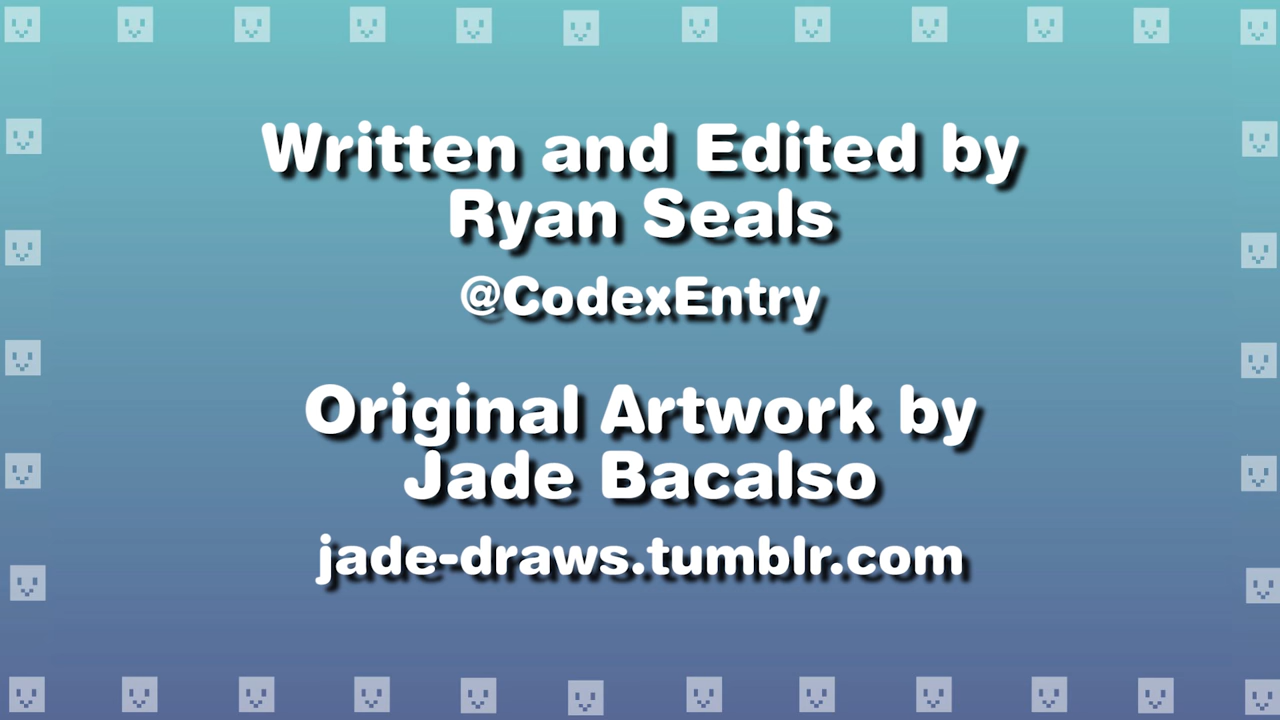 Written and Edited by
Ryan Seals
@CodexEntry
Original Artwork by
Jade Bacalso
jade-draws.tumblr.com